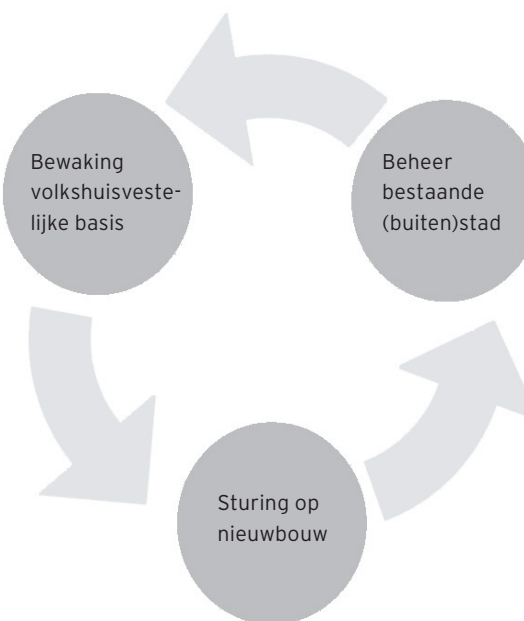 Bewaking
volkshuisveste-
lijke basis
Beheer
bestaande
(buiten)stad
Sturing op
nieuwbouw